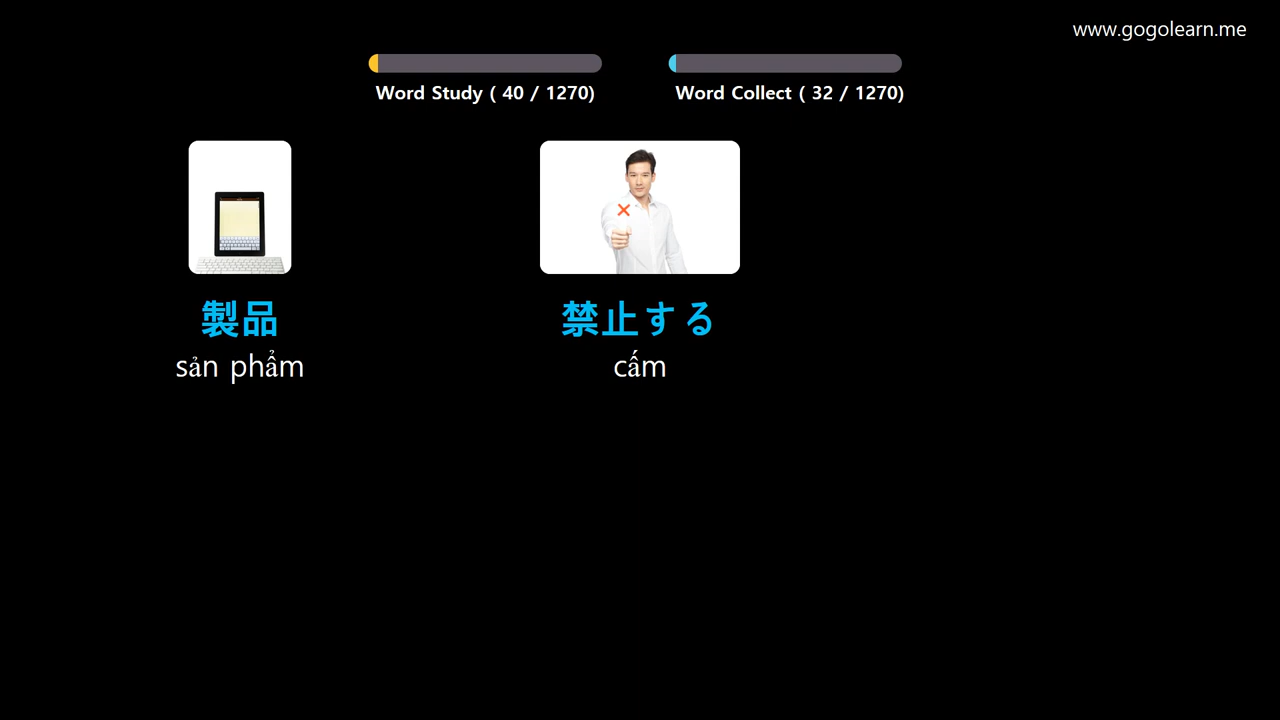 www.gogolearn.me
Word Study ( 40 / 1270)
Word Collect ( 32 / 1270)
製品
sản phẩm
禁止する
cấm